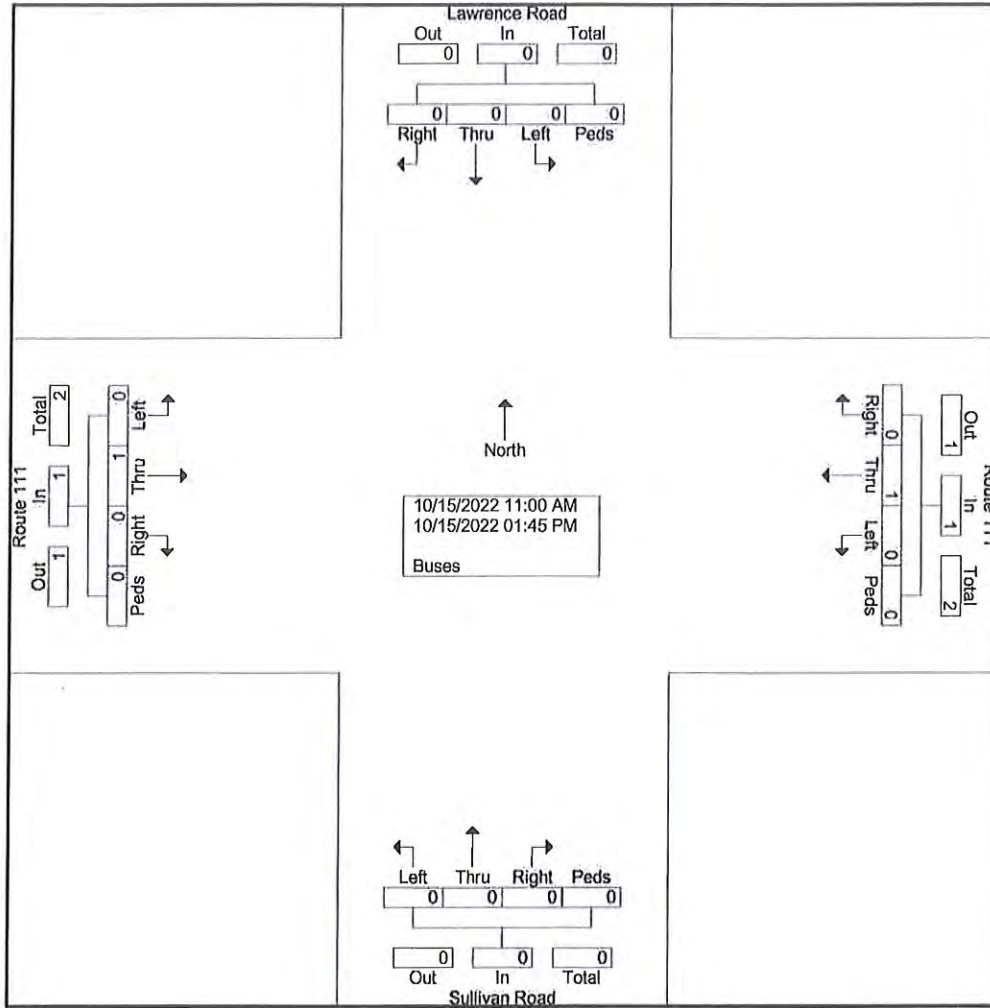 Lawrence Road
Out In Total
0 0 0
0 0 0 0
Right Thru Left Peds
Route 111
Total In Out
2 1 1
0 1 0 0
Left Thru Right Peds
North
10/15/2022 11:00 AM
10/15/2022 01:45 PM
Buses
Right Thru Left Peds
0 1 0 0
Out In Total
1 1 2
Route 111
Left Thru Right Peds
0 0 0 0
0 0 0
Out In Total
Sullivan Road